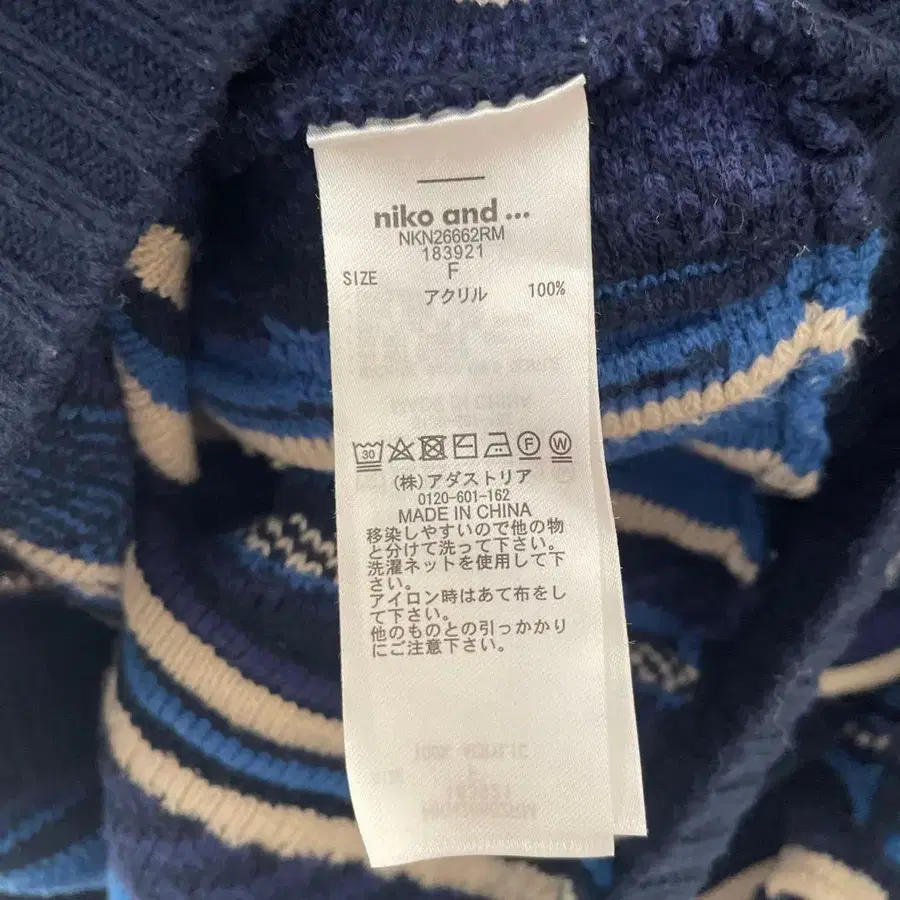 niko and ...
NKN26662RM
183921
SIZE F
アクリル 100%
30
F W
(株)アダストリア
0120-601-162
MADE IN CHINA
移染しやすいので他の物
と分けて洗って下さい。
洗濯ネットを使用して下
さい。
アイロン時はあて布をし
て下さい。
他のものとの引っかかり
にご注意下さい。